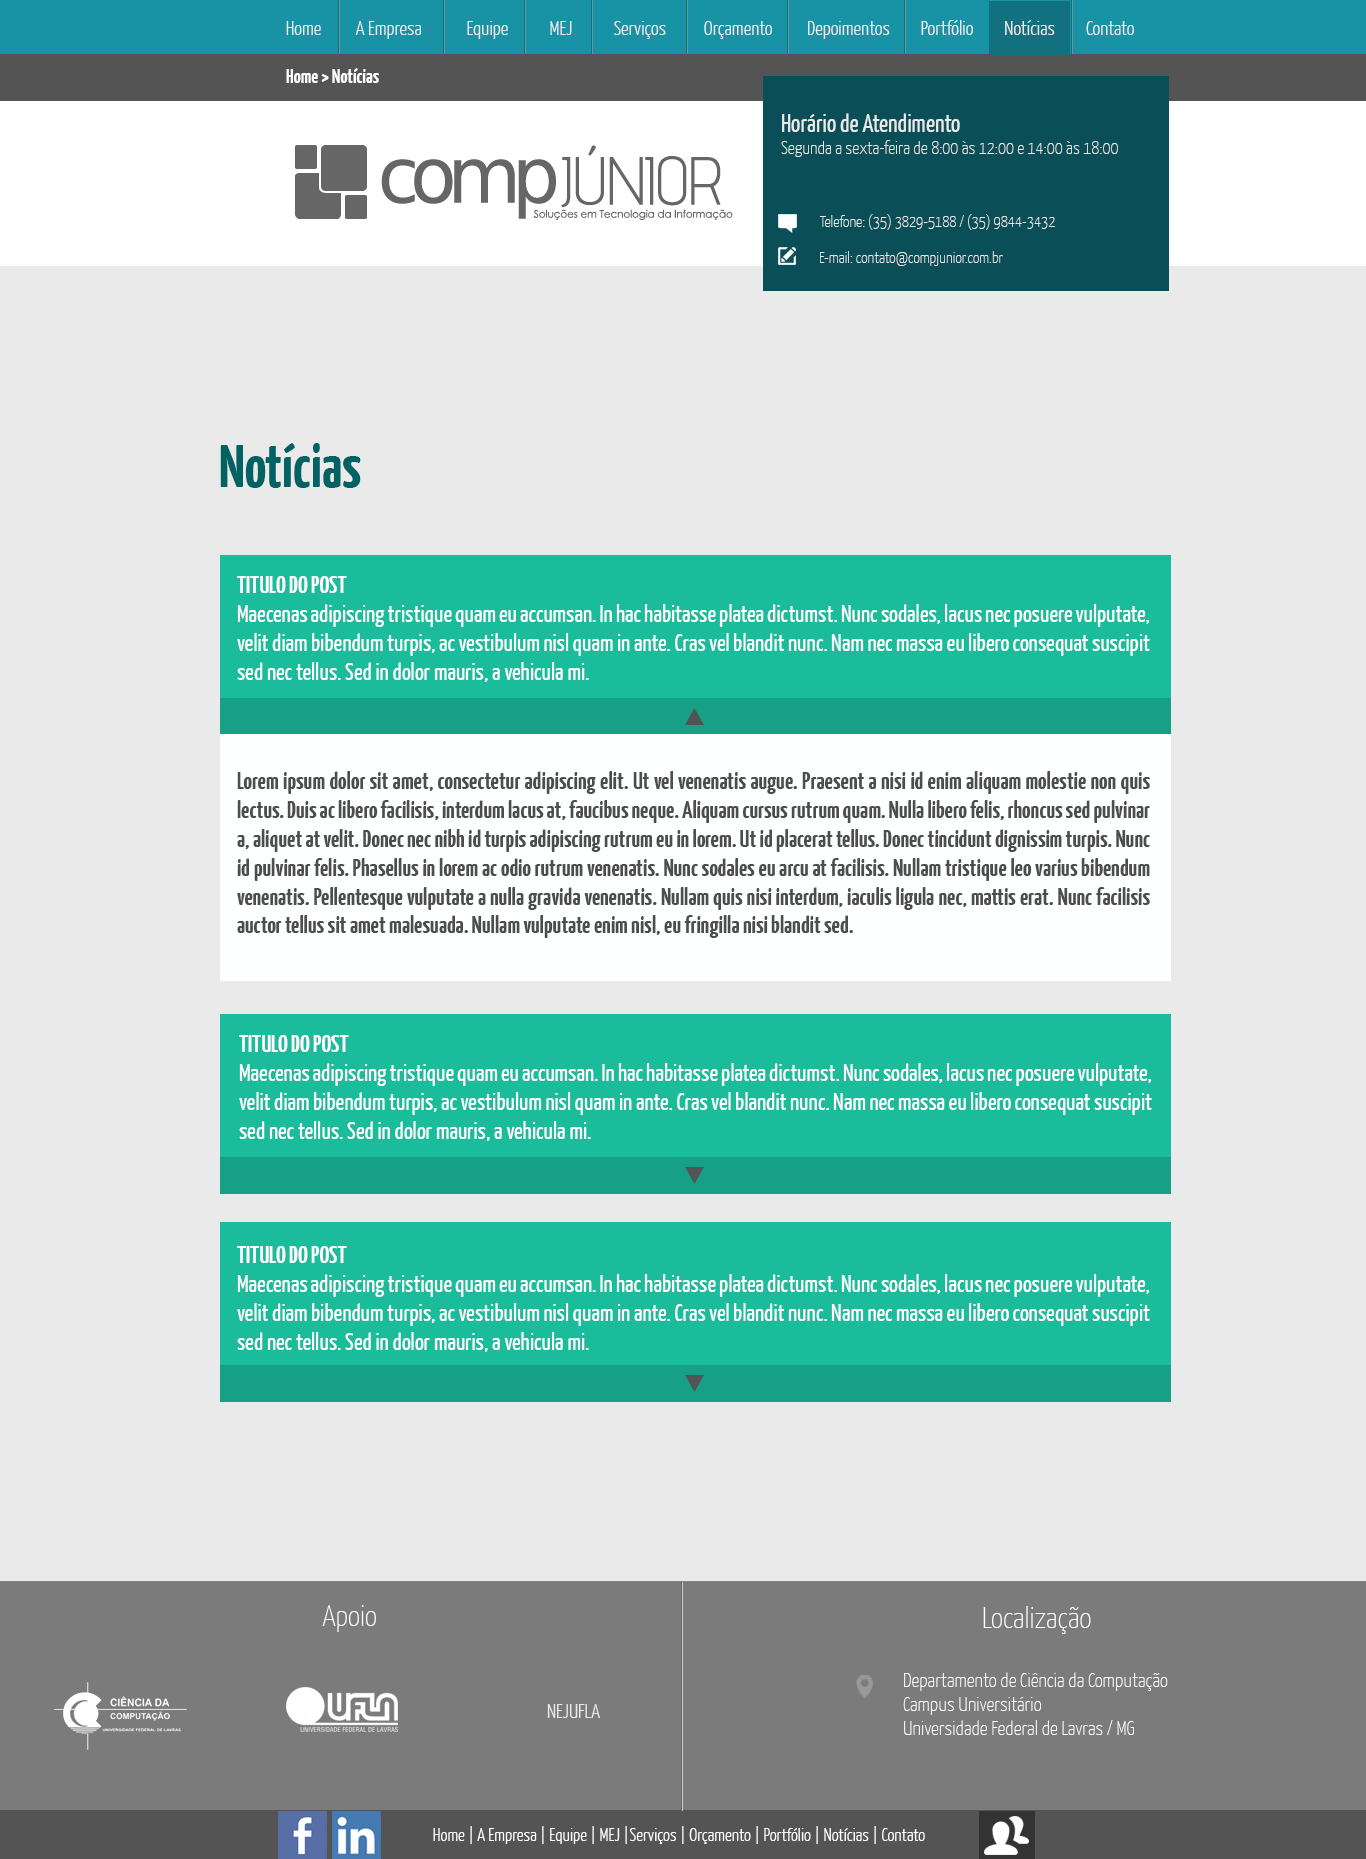 Home A Empresa Equipe MEJ Serviços Orçamento Depoimentos Portfólio Notícias Contato
Home > Notícias
compJÚNIOR
Soluções em Tecnologia da Informação
Horário de Atendimento
Segunda a sexta-feira de 8:00 às 12:00 e 14:00 às 18:00
Telefone: (35) 3829-5188 / (35) 9844-3432
E-mail: contato@compjunior.com.br
Notícias
TITULO DO POST
Maecenas adipiscing tristique quam eu accumsan. In hac habitasse platea dictumst. Nunc sodales, lacus nec posuere vulputate,
velit diam bibendum turpis, ac vestibulum nisl quam in ante. Cras vel blandit nunc. Nam nec massa eu libero consequat suscipit
sed nec tellus. Sed in dolor mauris, a vehicula mi.
Lorem ipsum dolor sit amet, consectetur adipiscing elit. Ut vel venenatis augue. Praesent a nisi id enim aliquam molestie non quis
lectus. Duis ac libero facilisis, interdum lacus at, faucibus neque. Aliquam cursus rutrum quam. Nulla libero felis, rhoncus sed pulvinar
a, aliquet at velit. Donec nec nibh id turpis adipiscing rutrum eu in lorem. Ut id placerat tellus. Donec tincidunt dignissim turpis. Nunc
id pulvinar felis. Phasellus in lorem ac odio rutrum venenatis. Nunc sodales eu arcu at facilisis. Nullam tristique leo varius bibendum
venenatis. Pellentesque vulputate a nulla gravida venenatis. Nullam quis nisi interdum, iaculis ligula nec, mattis erat. Nunc facilisis
auctor tellus sit amet malesuada. Nullam vulputate enim nisl, eu fringilla nisi blandit sed.
TITULO DO POST
Maecenas adipiscing tristique quam eu accumsan. In hac habitasse platea dictumst. Nunc sodales, lacus nec posuere vulputate,
velit diam bibendum turpis, ac vestibulum nisl quam in ante. Cras vel blandit nunc. Nam nec massa eu libero consequat suscipit
sed nec tellus. Sed in dolor mauris, a vehicula mi.
TITULO DO POST
Maecenas adipiscing tristique quam eu accumsan. In hac habitasse platea dictumst. Nunc sodales, lacus nec posuere vulputate,
velit diam bibendum turpis, ac vestibulum nisl quam in ante. Cras vel blandit nunc. Nam nec massa eu libero consequat suscipit
sed nec tellus. Sed in dolor mauris, a vehicula mi.
Apoio
CIÊNCIA DA
COMPUTAÇÃO
UNIVERSIDADE FEDERAL DE LAVRAS
UFLA
UNIVERSIDADE FEDERAL DE LAVRAS
NEJUFLA
Localização
Departamento de Ciência da Computação
Campus Universitário
Universidade Federal de Lavras / MG
f in
Home | A Empresa | Equipe | MEJ |Serviços | Orçamento | Portfólio | Notícias | Contato